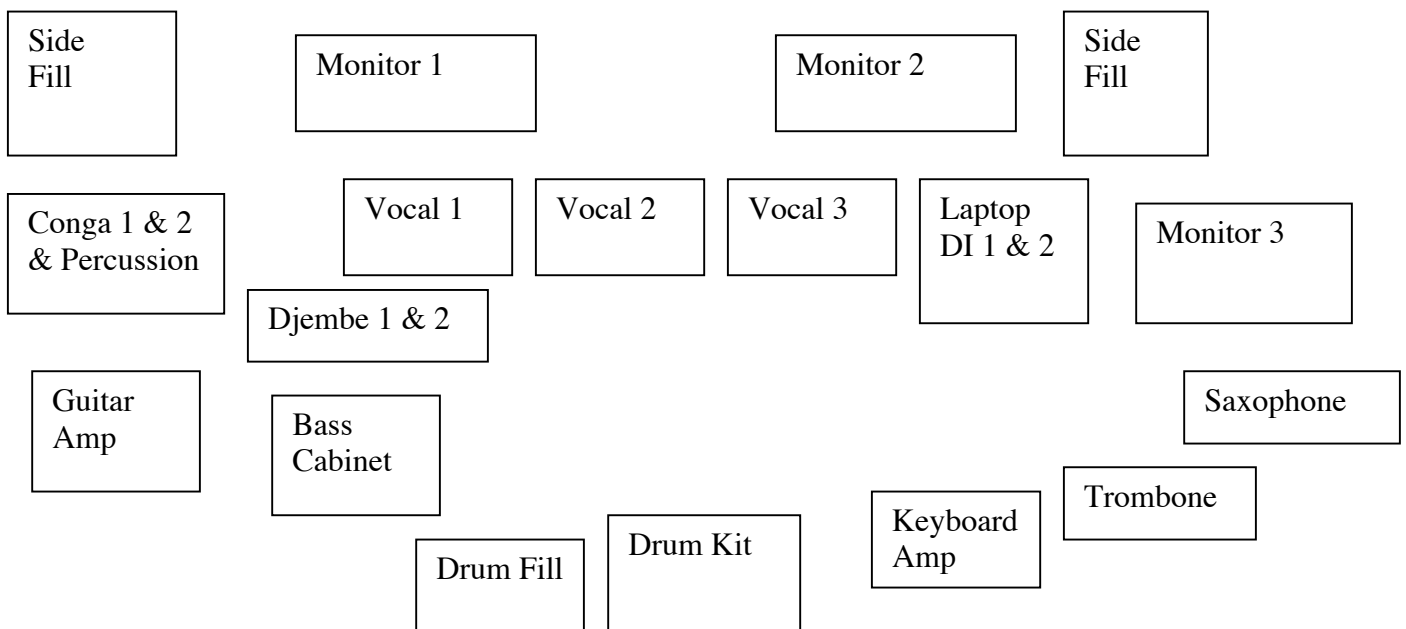 Side
Fill
Monitor 1
Monitor 2
Side
Fill
Conga 1 & 2
& Percussion
Vocal 1
Vocal 2
Vocal 3
Laptop
DI 1 & 2
Monitor 3
Djembe 1 & 2
Guitar
Amp
Bass
Cabinet
Saxophone
Trombone
Keyboard
Amp
Drum Fill
Drum Kit